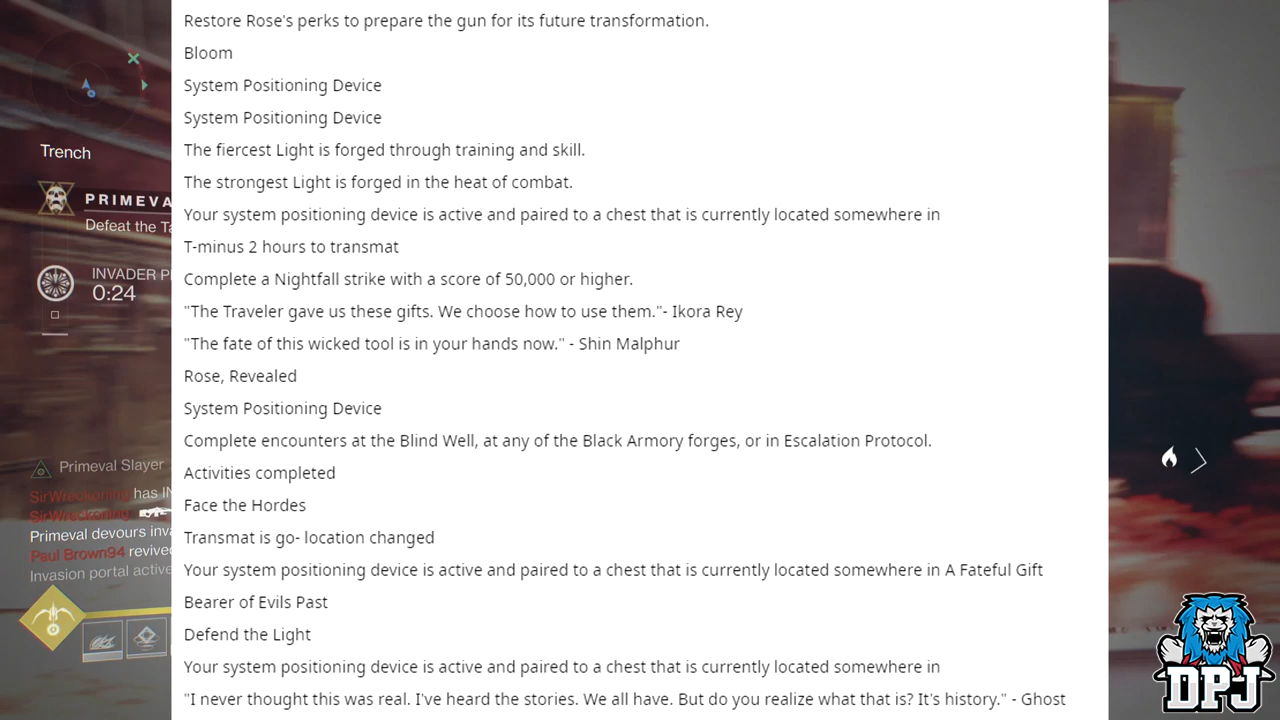 Restore Rose's perks to prepare the gun for its future transformation.
Bloom
System Positioning Device
System Positioning Device
The fiercest Light is forged through training and skill.
The strongest Light is forged in the heat of combat.
Your system positioning device is active and paired to a chest that is currently located somewhere in
T-minus 2 hours to transmat
Complete a Nightfall strike with a score of 50,000 or higher.
"The Traveler gave us these gifts. We choose how to use them."- Ikora Rey
"The fate of this wicked tool is in your hands now." - Shin Malphur
Rose, Revealed
System Positioning Device
Complete encounters at the Blind Well, at any of the Black Armory forges, or in Escalation Protocol.
Activities completed
Face the Hordes
Transmat is go- location changed
Your system positioning device is active and paired to a chest that is currently located somewhere in A Fateful Gift
Bearer of Evils Past
Defend the Light
Your system positioning device is active and paired to a chest that is currently located somewhere in
"I never thought this was real. I've heard the stories. We all have. But do you realize what that is? It's history." - Ghost
Trench
PRIMEVA
Defeat the Ta
INVADER P
0:24
Primeval Slayer
SirWreckoning has IN
SirWreckoning
Primeval devours inva
Paul Brown94 revived
Invasion portal active
DPJ